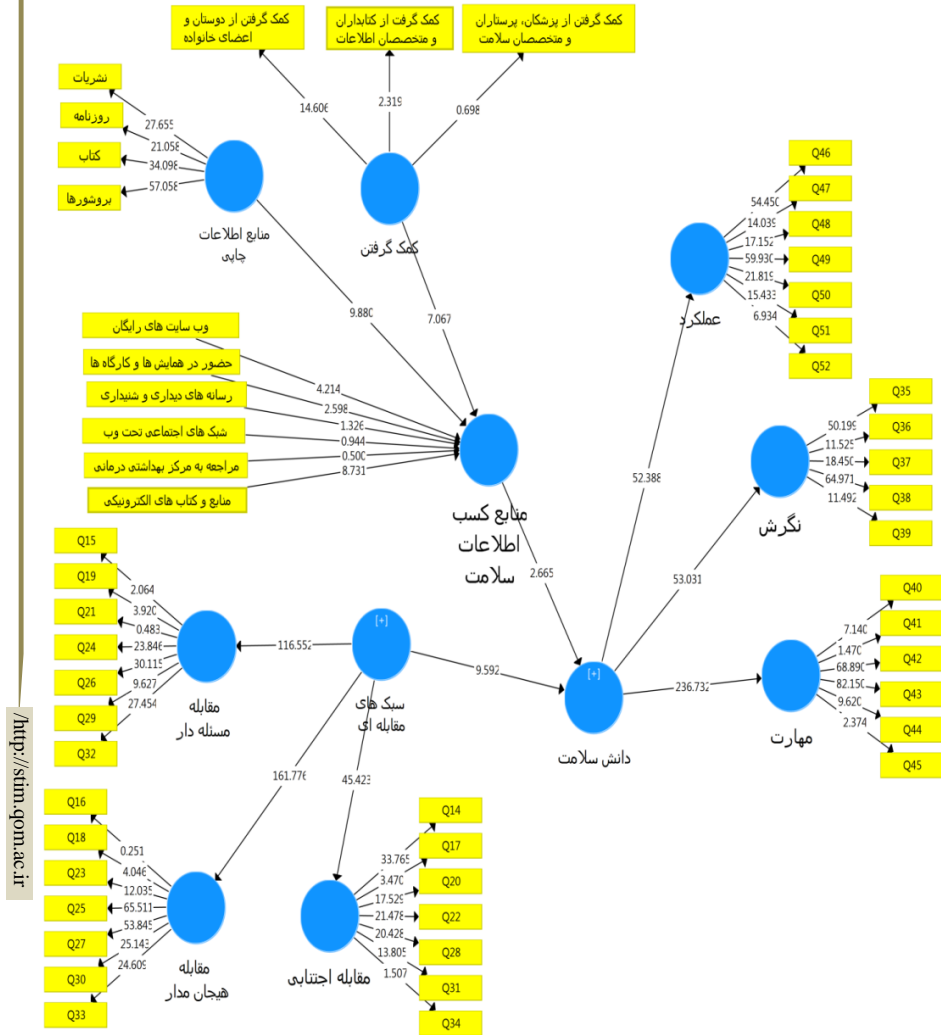 کمک گرفتن از دوستان و
اعضای خانواده
کمک گرفت از کتابداران
و متخصصان اطلاعات
کمک گرفتن از پزشکان، پرستاران
و متخصصان سلامت
14.606
2.319
0.698
کمک گرفتن
نشریات
روزنامه
کتاب
بروشورها
27.655
21.058
34.098
57.058
منابع اطلاعات
چاپی
9.880
7.067
وب سایت های رایگان
حضور در همایش ها و کارگاه ها
رسانه های دیداری و شنیداری
شبک های اجتماعی تحت وب
مراجعه به مرکز بهداشتی درمانی
منابع و کتاب های الکترونیکی
4.214
2.598
1.326
0.944
0.500
8.731
منابع کسب
اطلاعات
سلامت
2.665
Q46
Q47
Q48
Q49
Q50
Q51
Q52
54.450
14.039
17.152
59.930
21.819
15.433
6.934
عملکرد
52.388
Q35
Q36
Q37
Q38
Q39
50.199
11.525
18.450
64.971
11.492
نگرش
53.031
Q40
Q41
Q42
Q43
Q44
Q45
7.140
1.470
68.890
82.150
9.620
2.374
مهارت
236.732
[+]
دانش سلامت
9.592
[+]
سبک های
مقابله ای
116.552
161.776
45.423
Q15
Q19
Q21
Q24
Q26
Q29
Q32
2.064
3.920
0.483
23.846
30.115
9.627
27.454
مقابله
مسئله دار
Q16
Q18
Q23
Q25
Q27
Q30
Q33
0.251
4.046
12.035
65.511
53.845
25.143
24.609
مقابله
هیجان مدار
Q14
Q17
Q20
Q22
Q28
Q31
Q34
33.765
3.470
17.529
21.478
20.428
13.805
1.507
مقابله اجتنابی
/http://stim.qom.ac.ir